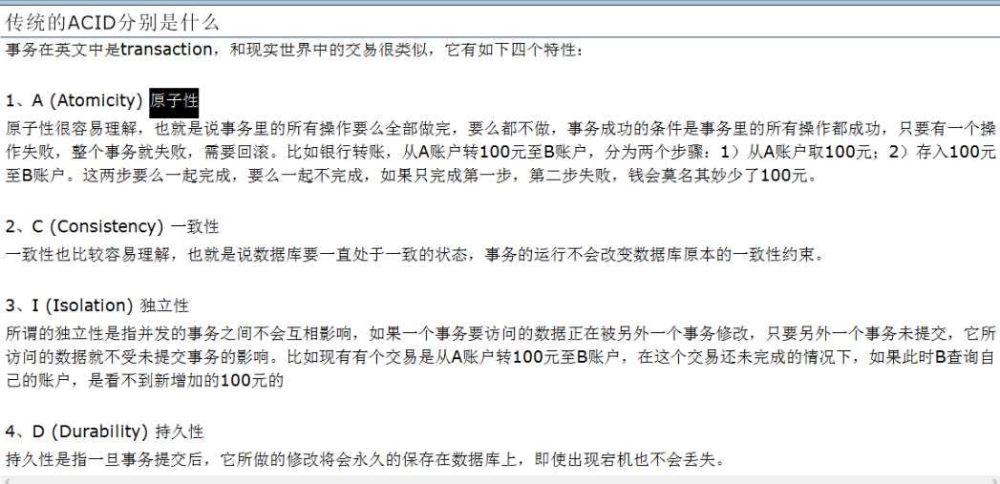 传统的ACID分别是什么
事务在英文中是transaction，和现实世界中的交易很类似，它有如下四个特性：
1、A (Atomicity) 原子性
原子性很容易理解，也就是说事务里的所有操作要么全部做完，要么都不做，事务成功的条件是事务里的所有操作都成功，只要有一个操
作失败，整个事务就失败，需要回滚。比如银行转账，从A账户转100元至B账户，分为两个步骤：1）从A账户取100元；2）存入100元
至B账户。这两步要么一起完成，要么一起不完成，如果只完成第一步，第二步失败，钱会莫名其妙少了100元。
2、C (Consistency) 一致性
一致性也比较容易理解，也就是说数据库要一直处于一致的状态，事务的运行不会改变数据库原本的一致性约束。
3、I (Isolation) 独立性
所谓的独立性是指并发的事务之间不会互相影响，如果一个事务要访问的数据正在被另外一个事务修改，只要另外一个事务未提交，它所
访问的数据就不受未提交事务的影响。比如现有有个交易是从A账户转100元至B账户，在这个交易还未完成的情况下，如果此时B查询自
己的账户，是看不到新增加的100元的
4、D (Durability) 持久性
持久性是指一旦事务提交后，它所做的修改将会永久的保存在数据库上，即使出现宕机也不会丢失。